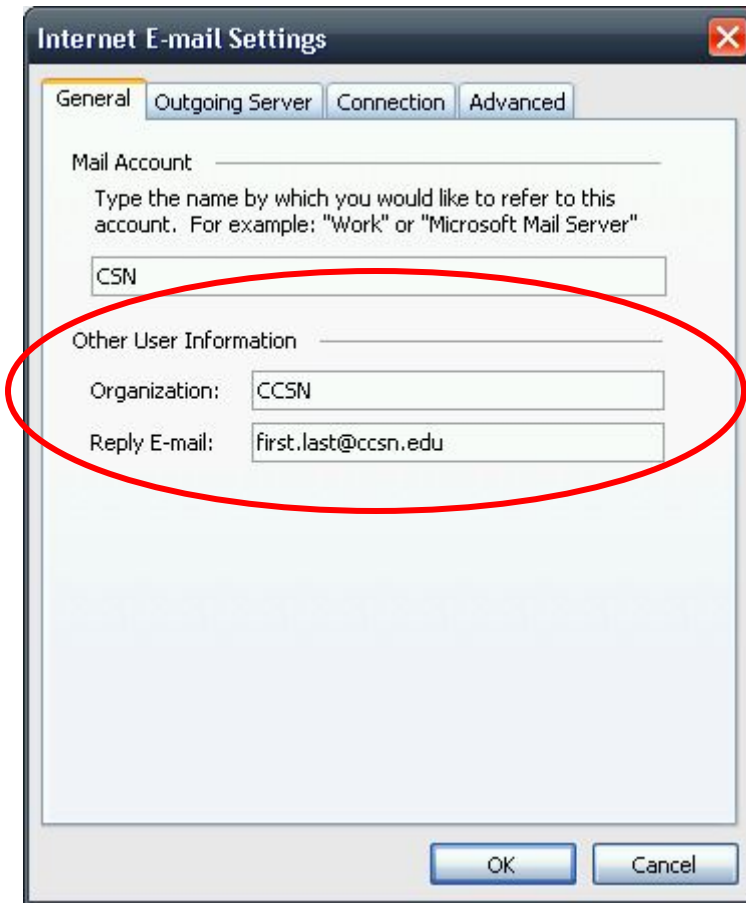 Internet E-mail Settings
General Outgoing Server Connection Advanced
Mail Account
Type the name by which you would like to refer to this
account. For example: "Work" or "Microsoft Mail Server"
CSN
Other User Information
Organization: CCSN
Reply E-mail: first.last@ccsn.edu
OK Cancel